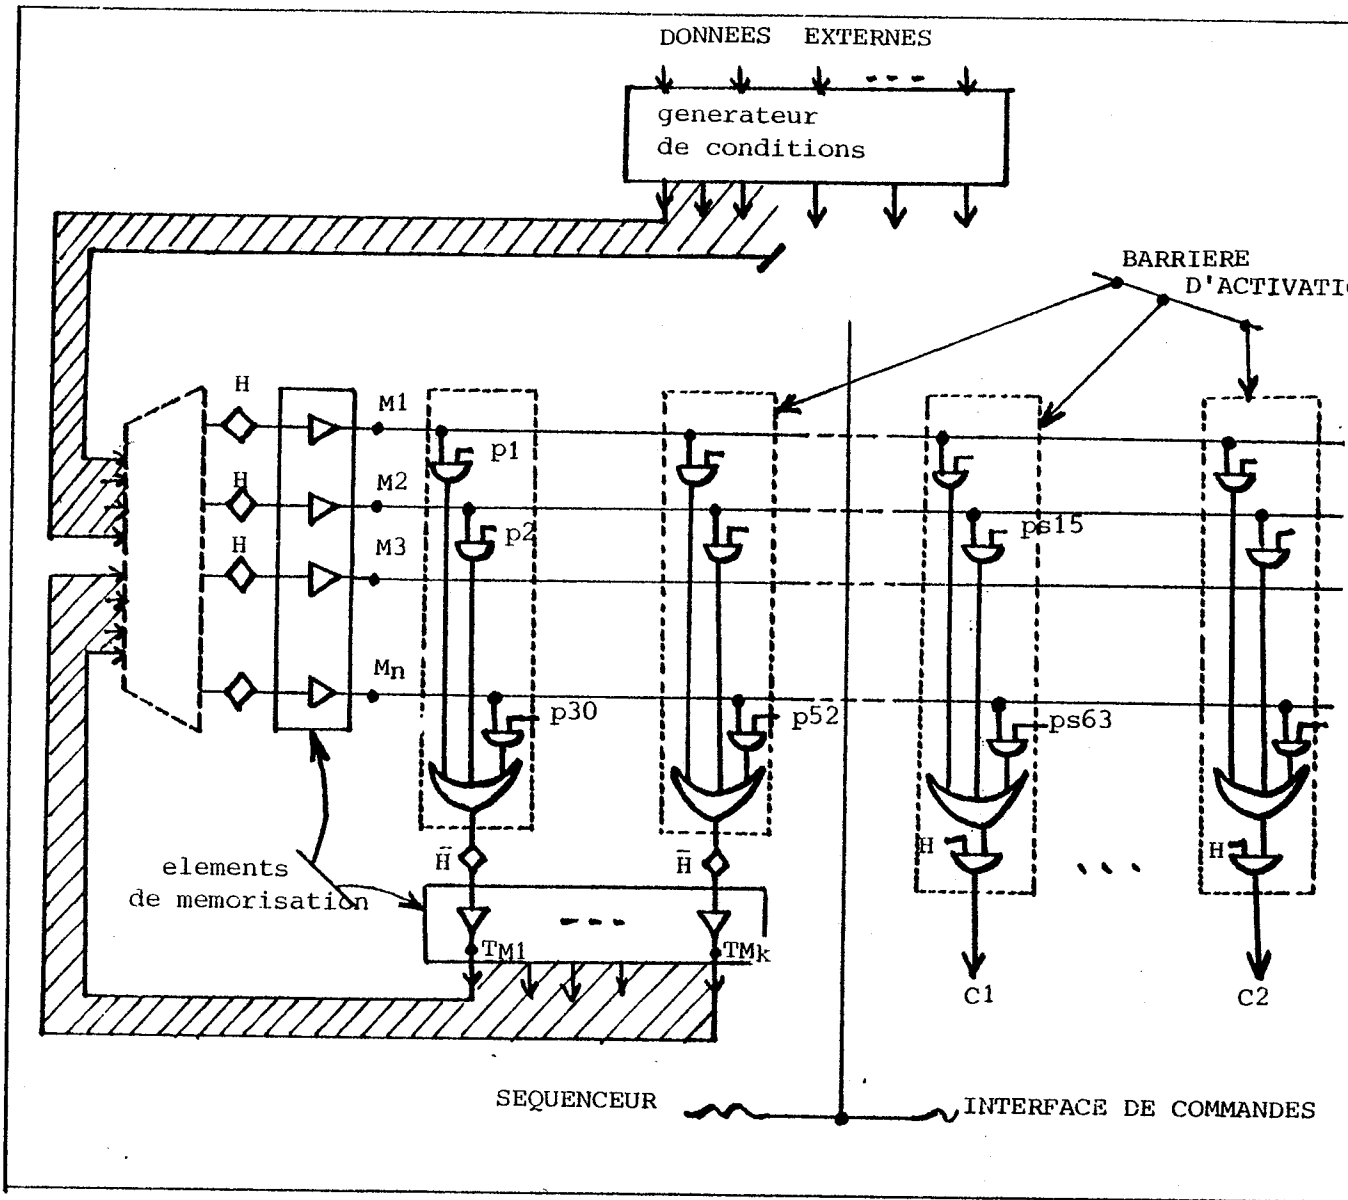 DONNEES EXTERNES
generateur
de conditions
BARRIERE
D'ACTIVATI
H
M1
p1
H
M2
p2
ps15
H
M3
Mn
p30
p52
ps63
H̄
H̄
H
H
elements
de memorisation
TM1
TMk
C1
C2
SEQUENCEUR
INTERFACE DE COMMANDES